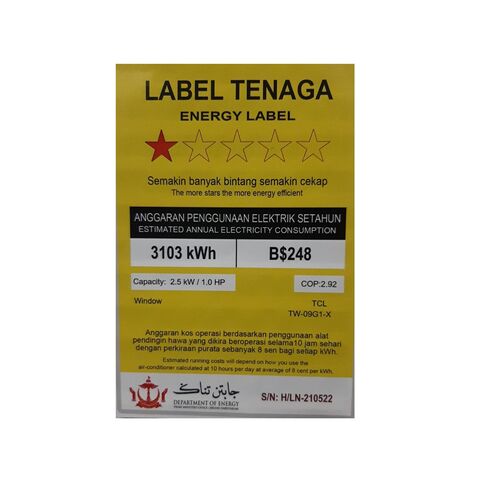 LABEL TENAGA
ENERGY LABEL
Semakin banyak bintang semakin cekap
The more stars the more energy efficient
ANGGARAN PENGGUNAAN ELEKTRIK SETAHUN
ESTIMATED ANNUAL ELECTRICITY CONSUMPTION
3103 kWh B$248
Capacity: 2.5 kW / 1.0 HP COP:2.92
Window TCL
TW-09G1-X
Anggaran kos operasi berdasarkan penggunaan alat
pendingin hawa yang dikira beroperasi selama10 jam sehari
dengan perkiraan purata sebanyak 8 sen bagi setiap kWh.
Estimated running costs will depend on how you use the
air-conditioner calculated at 10 hours per day at average of 8 cent per kWh.
جابتن تناݢ
DEPARTMENT OF ENERGY
S/N: H/LN-210522